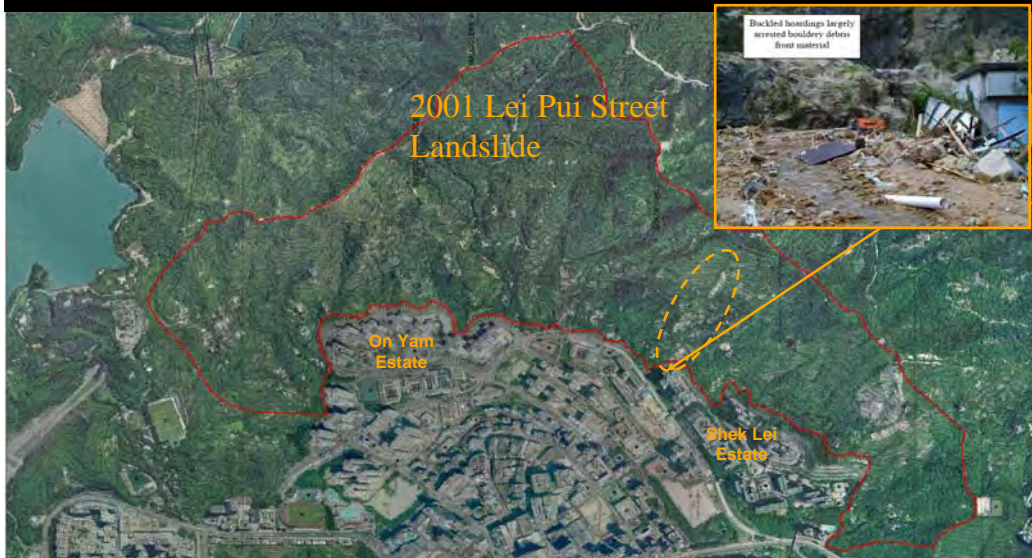 Buckled hoardings largely
arrested bouldery debris
front material
2001 Lei Pui Street
Landslide
On Yam
Estate
Shek Lei
Estate